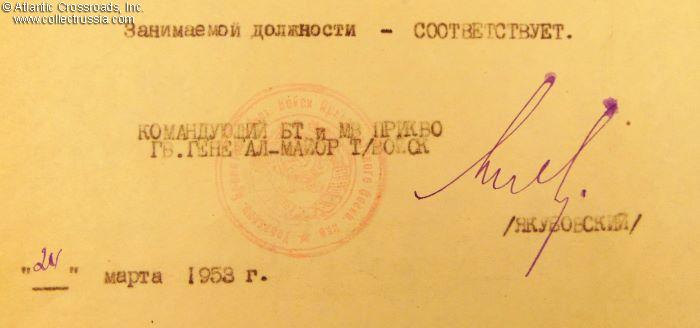 © Atlantic Crossroads, Inc.
www.collectrussia.com
Занимаемой должности - СООТВЕТСТВУЕТ.
КОМАНДУЮЩИЙ БТ и МВ ПРИКВО
ГВ.ГЕНЕРАЛ-МАЙОР Т/ВОЙСК
/ЯКУБОВСКИЙ/
"24" марта 1953 г.